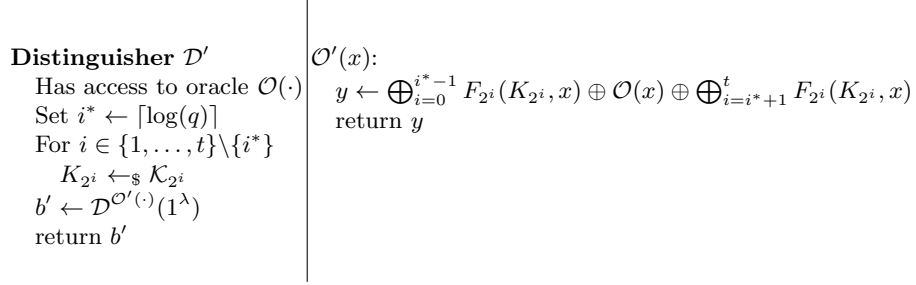 Distinguisher 𝒟′
Has access to oracle 𝒪(·)
Set i* ← ⌈log(q)⌉
For i ∈ {1, . . . , t}\{i*}
K_{2^i} ←$ 𝒦_{2^i}
b′ ← 𝒟^{𝒪′(·)}(1^λ)
return b′
𝒪′(x):
y ← ⨁_{i=0}^{i*−1} F_{2^i}(K_{2^i}, x) ⊕ 𝒪(x) ⊕ ⨁_{i=i*+1}^{t} F_{2^i}(K_{2^i}, x)
return y